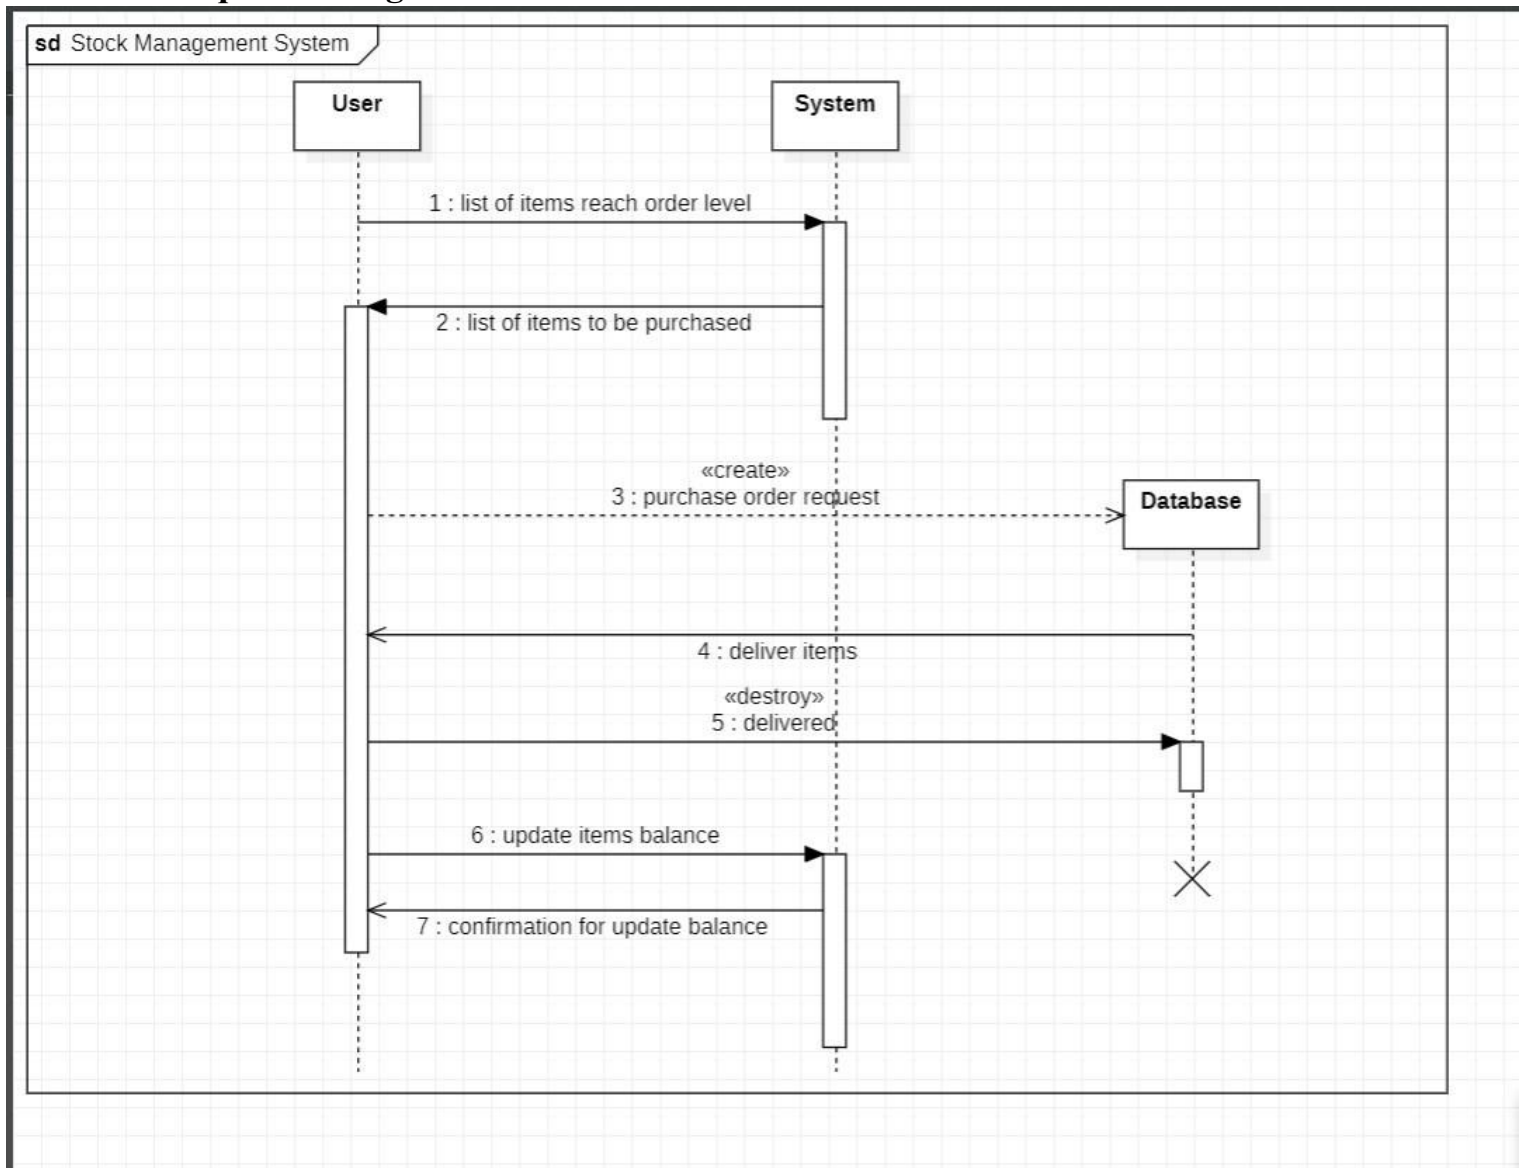 sd Stock Management System
User
System
1 : list of items reach order level
2 : list of items to be purchased
«create»
3 : purchase order request
Database
4 : deliver items
«destroy»
5 : delivered
6 : update items balance
7 : confirmation for update balance